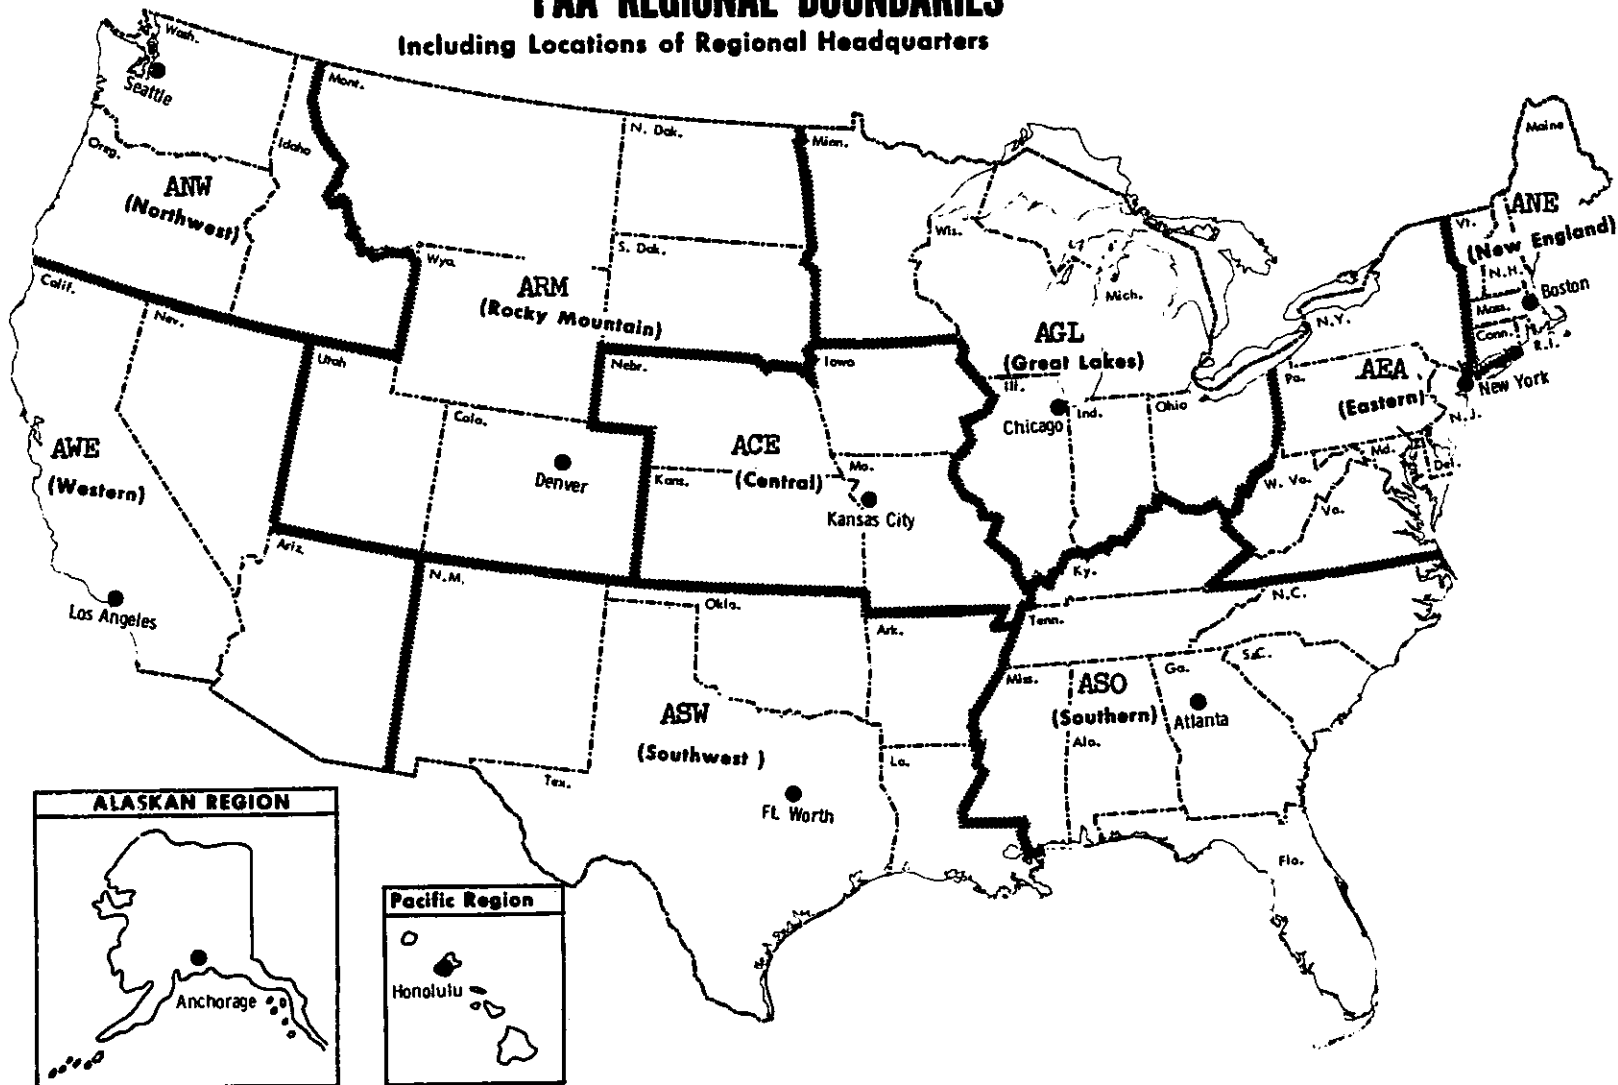 FAA REGIONAL BOUNDARIES
Including Locations of Regional Headquarters
Wash.
Seattle
Mont.
N. Dak.
Minn.
Maine
Oreg.
Idaho
ANW
(Northwest)
S. Dak.
Wis.
Vt.
ANE
(New England)
Wyo.
N.H.
Calif.
Nev.
ARM
(Rocky Mountain)
Mich.
Boston
Mass.
AGL
(Great Lakes)
N.Y.
Conn.
R.I.
Utah
Nebr.
Iowa
Ill.
Pa.
AEA
(Eastern)
New York
N.J.
Colo.
Chicago
Ind.
Ohio
AWE
(Western)
ACE
(Central)
Denver
Kans.
Mo.
Md.
Del.
W. Va.
Va.
Kansas City
Ariz.
N.M.
Ky.
Los Angeles
Okla.
Ark.
Tenn.
N.C.
S.C.
Miss.
ASO
(Southern)
Ga.
Atlanta
ASW
(Southwest )
Ala.
La.
Tex.
Ft. Worth
Fla.
ALASKAN REGION
Anchorage
Pacific Region
Honolulu